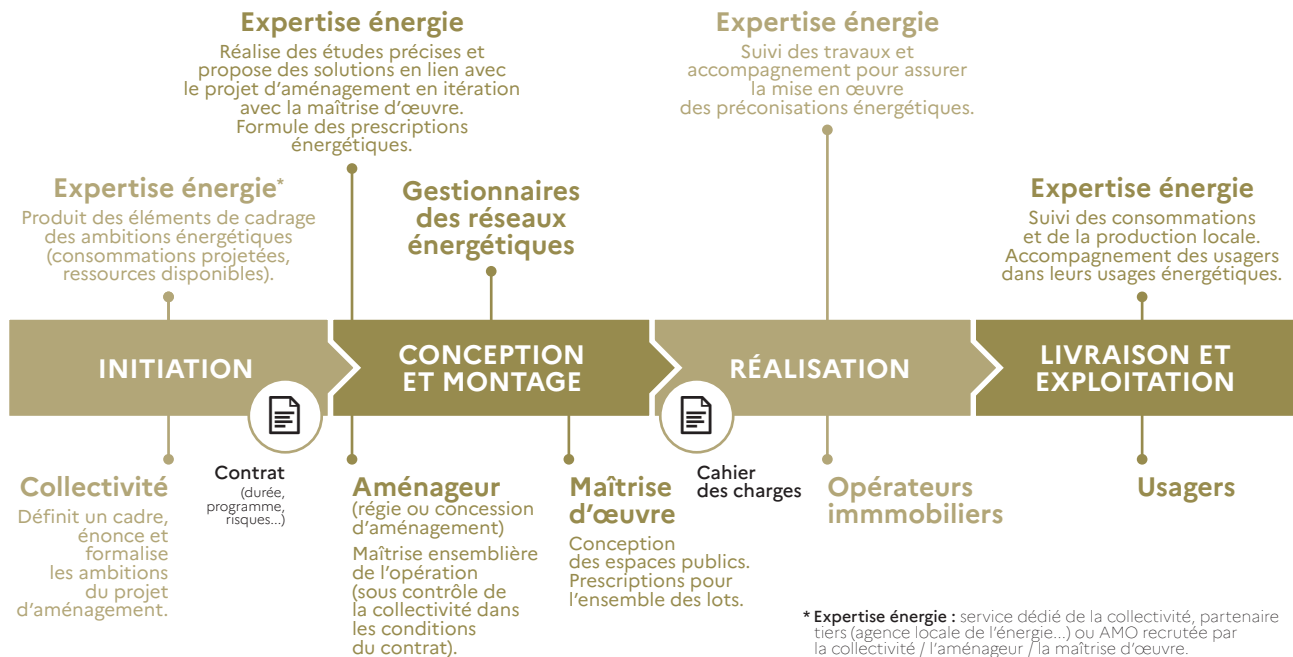 Expertise énergie
Réalise des études précises et
propose des solutions en lien avec
le projet d'aménagement en itération
avec la maîtrise d'œuvre.
Formule des prescriptions
énergétiques.
Expertise énergie
Suivi des travaux et
accompagnement pour assurer
la mise en œuvre
des préconisations énergétiques.
Expertise énergie*
Produit des éléments de cadrage
des ambitions énergétiques
(consommations projetées,
ressources disponibles).
Gestionnaires
des réseaux
énergétiques
Expertise énergie
Suivi des consommations
et de la production locale.
Accompagnement des usagers
dans leurs usages énergétiques.
INITIATION
CONCEPTION
ET MONTAGE
RÉALISATION
LIVRAISON ET
EXPLOITATION
Collectivité
Définit un cadre,
énonce et
formalise
les ambitions
du projet
d'aménagement.
Contrat
(durée,
programme,
risques...)
Aménageur
(régie ou concession
d'aménagement)
Maîtrise ensemblière
de l'opération
(sous contrôle de
la collectivité dans
les conditions
du contrat).
Maîtrise
d'œuvre
Conception
des espaces publics.
Prescriptions pour
l'ensemble des lots.
Cahier
des charges
Opérateurs
immmobiliers
Usagers
* Expertise énergie : service dédié de la collectivité, partenaire
tiers (agence locale de l'énergie...) ou AMO recrutée par
la collectivité / l'aménageur / la maîtrise d'œuvre.